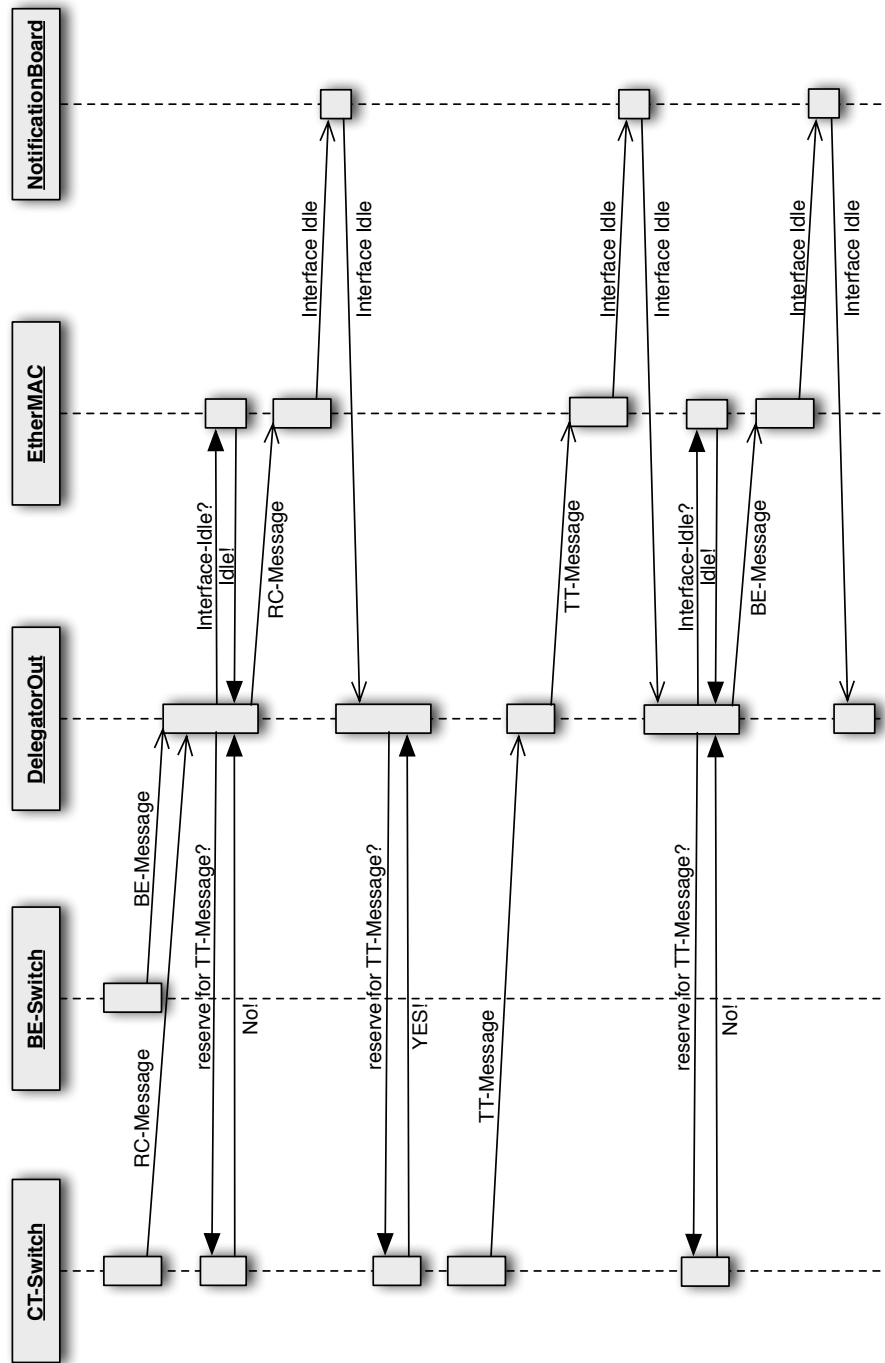 CT-Switch
BE-Switch
DelegatorOut
EtherMAC
NotificationBoard
RC-Message
BE-Message
reserve for TT-Message?
No!
Interface-Idle?
Idle!
RC-Message
Interface Idle
Interface Idle
reserve for TT-Message?
YES!
TT-Message
TT-Message
Interface Idle
Interface Idle
reserve for TT-Message?
No!
Interface-Idle?
Idle!
BE-Message
Interface Idle
Interface Idle